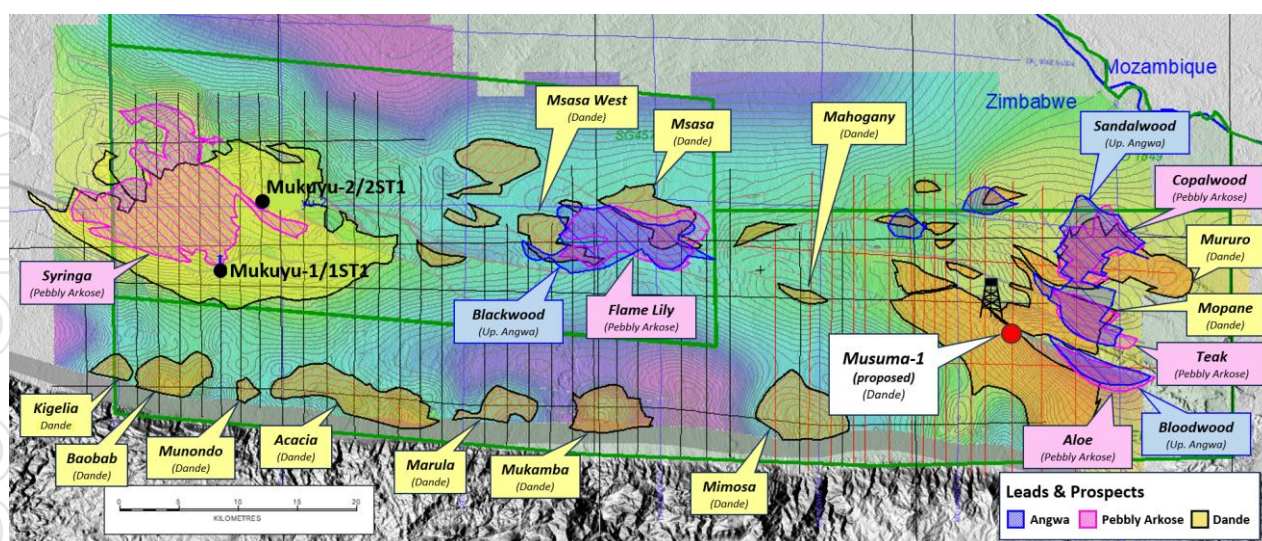 Mozambique
Zimbabwe
Msasa West
(Dande)
Msasa
(Dande)
Mahogany
(Dande)
Sandalwood
(Up. Angwa)
Copalwood
(Pebbly Arkose)
Mururo
(Dande)
Mopane
(Dande)
Teak
(Pebbly Arkose)
Bloodwood
(Up. Angwa)
Aloe
(Pebbly Arkose)
Mukuyu-2/2ST1
Mukuyu-1/1ST1
Syringa
(Pebbly Arkose)
Blackwood
(Up. Angwa)
Flame Lily
(Pebbly Arkose)
Musuma-1
(proposed)
(Dande)
Kigelia
Dande
Baobab
(Dande)
Munondo
(Dande)
Acacia
(Dande)
Marula
(Dande)
Mukamba
(Dande)
Mimosa
(Dande)
0 5 10 15 20
KILOMETRES
Leads & Prospects
Angwa Pebbly Arkose Dande